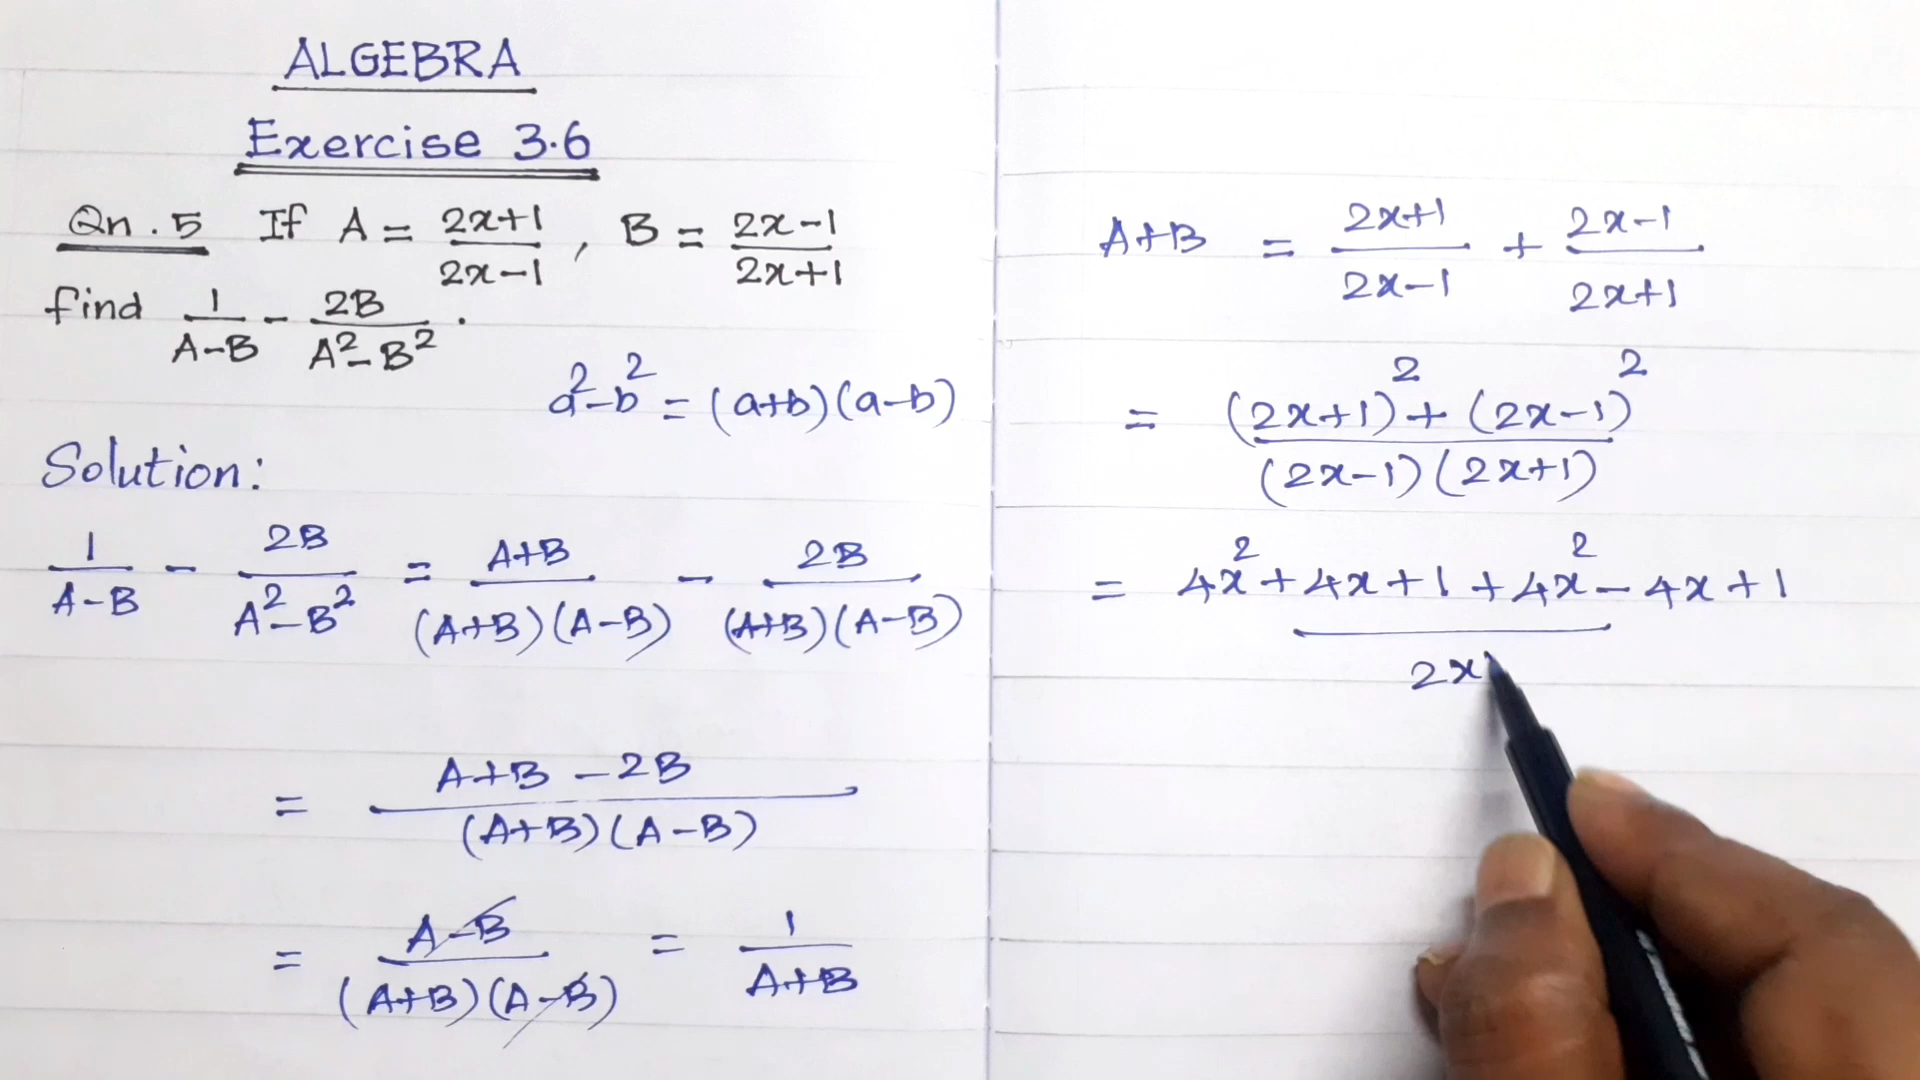 ALGEBRA
Exercise 3.6
Qn. 5 If A = (2x+1)/(2x-1), B = (2x-1)/(2x+1)
find 1/(A-B) - 2B/(A²-B²).
a²-b² = (a+b)(a-b)
Solution:
1/(A-B) - 2B/(A²-B²) = (A+B)/((A+B)(A-B)) - 2B/((A+B)(A-B))
= (A+B-2B)/((A+B)(A-B))
= (A-B)/((A+B)(A-B)) = 1/(A+B)
A+B = (2x+1)/(2x-1) + (2x-1)/(2x+1)
= ((2x+1)²+(2x-1)²)/((2x-1)(2x+1))
= (4x²+4x+1+4x²-4x+1)/(2x